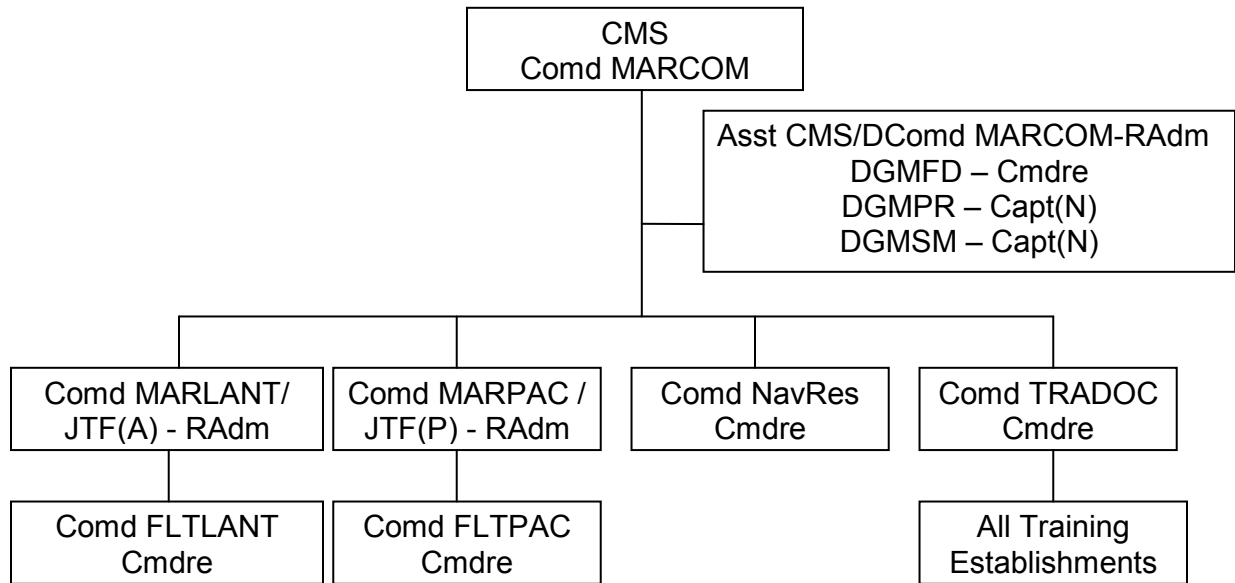 CMS
Comd MARCOM
Asst CMS/DComd MARCOM-RAdm
DGMFD – Cmdre
DGMPR – Capt(N)
DGMSM – Capt(N)
Comd MARLANT/
JTF(A) - RAdm
Comd MARPAC /
JTF(P) - RAdm
Comd NavRes
Cmdre
Comd TRADOC
Cmdre
Comd FLTLANT
Cmdre
Comd FLTPAC
Cmdre
All Training
Establishments